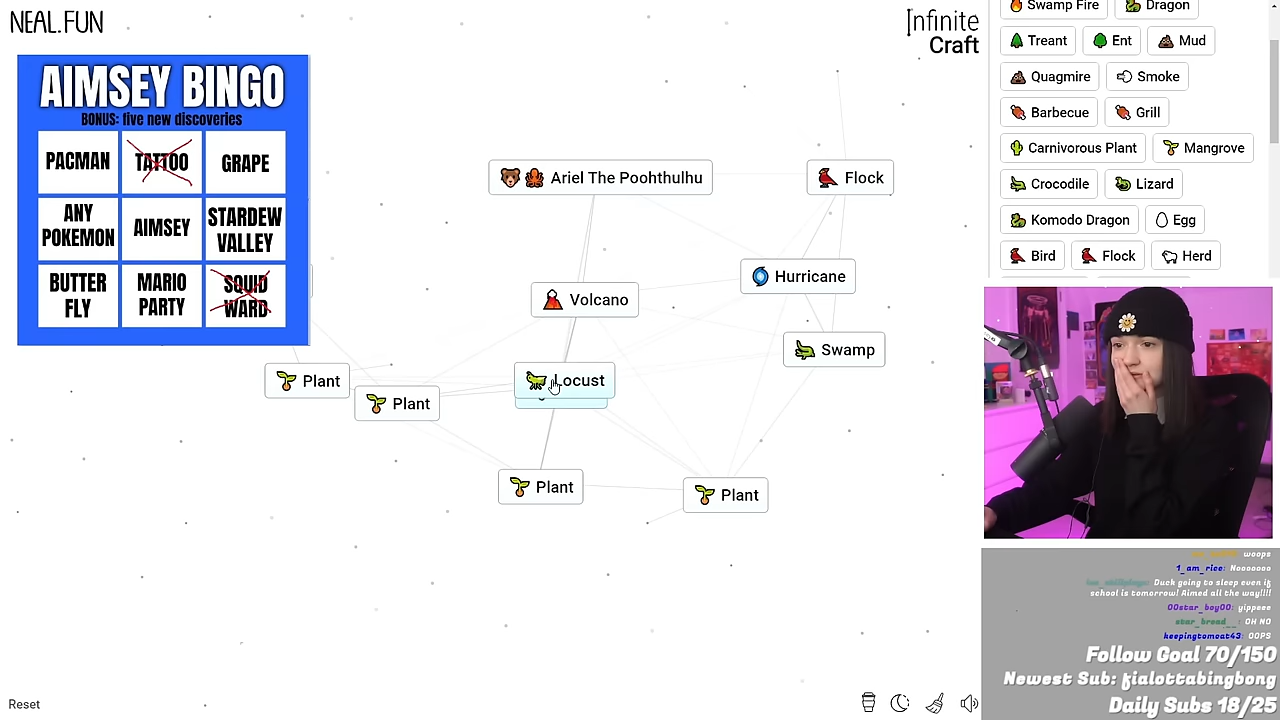 NEAL.FUN
Infinite
Craft
AIMSEY BINGO
BONUS: five new discoveries
PACMAN
TATTOO
GRAPE
ANY
POKEMON
AIMSEY
STARDEW
VALLEY
BUTTER
FLY
MARIO
PARTY
SQUID
WARD
Ariel The Poohthulhu
Flock
Hurricane
Volcano
Swamp
Locust
Plant
Plant
Plant
Plant
Swamp Fire
Dragon
Treant
Ent
Mud
Quagmire
Smoke
Barbecue
Grill
Carnivorous Plant
Mangrove
Crocodile
Lizard
Komodo Dragon
Egg
Bird
Flock
Herd
woops
1_am_rice: Nooooooo
Duck going to sleep even if
school is tomorrow! Aimed all the way!!!!
00star_boy00: yippeee
star_bread__: OH NO
keepingtomoat43: OOPS
Follow Goal 70/150
Newest Sub: fialottabingbong
Daily Subs 18/25
Reset